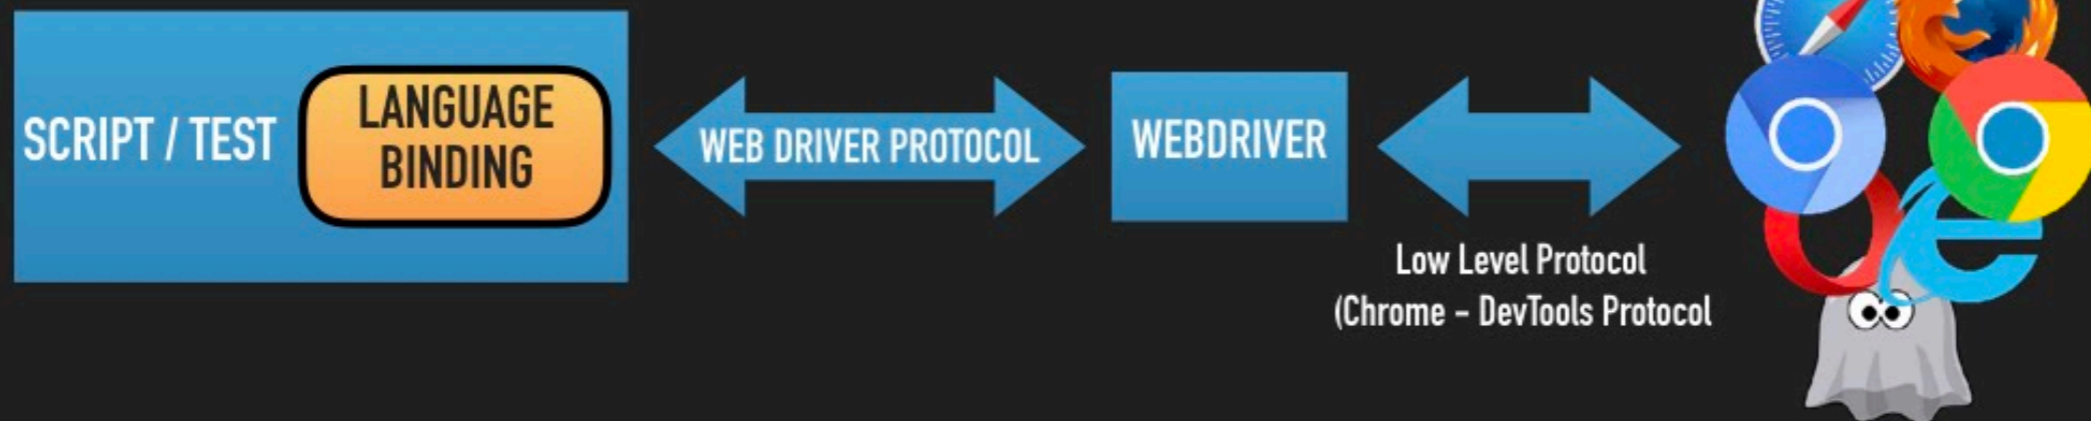 SCRIPT / TEST
LANGUAGE
BINDING
WEB DRIVER PROTOCOL
WEBDRIVER
Low Level Protocol
(Chrome - DevTools Protocol